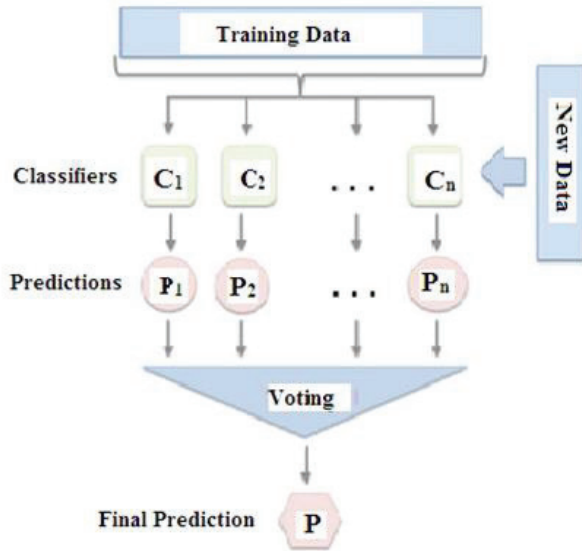 Training Data
New Data
Classifiers C1 C2 . . . Cn
Predictions P1 P2 . . . Pn
Voting
Final Prediction P